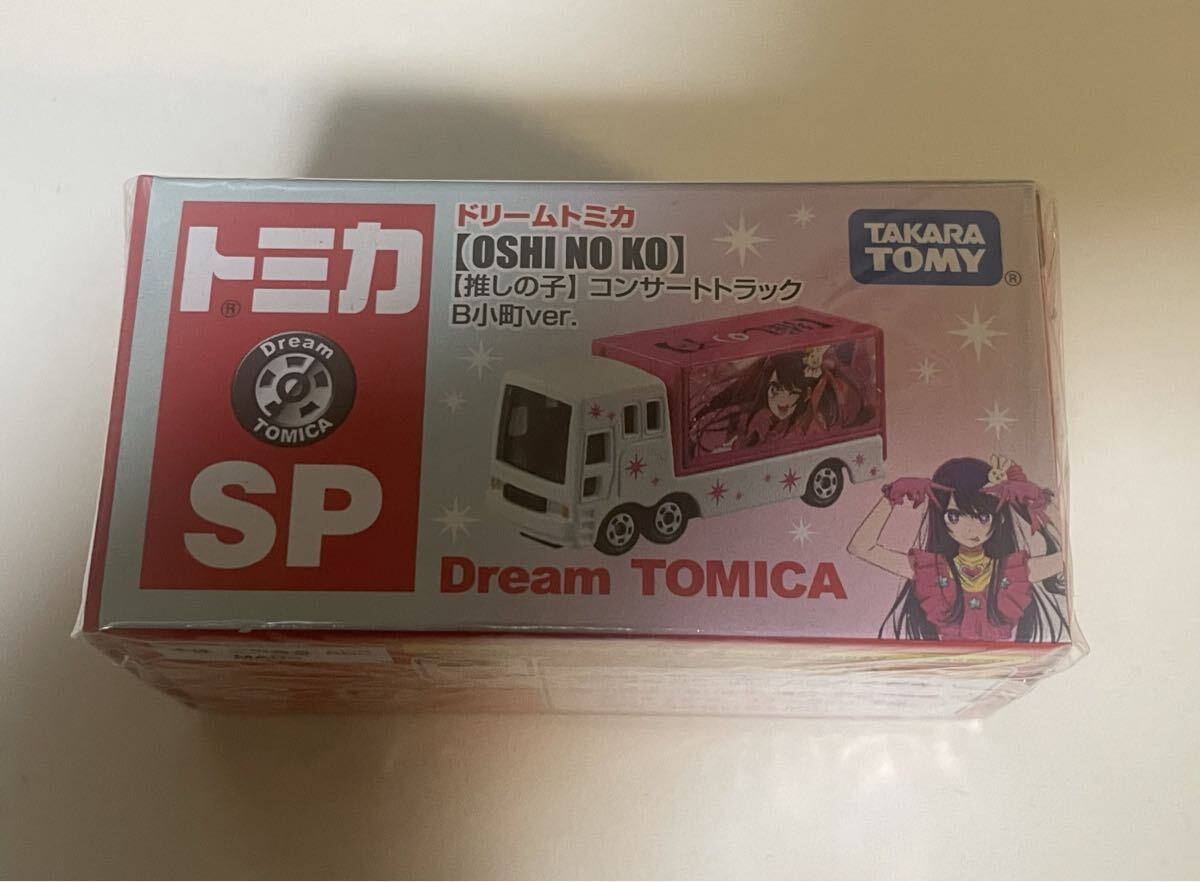 トミカ
®
Dream
TOMICA
SP
ドリームトミカ
【OSHI NO KO】
【推しの子】コンサートトラック
B小町ver.
TAKARA
TOMY
®
Dream TOMICA